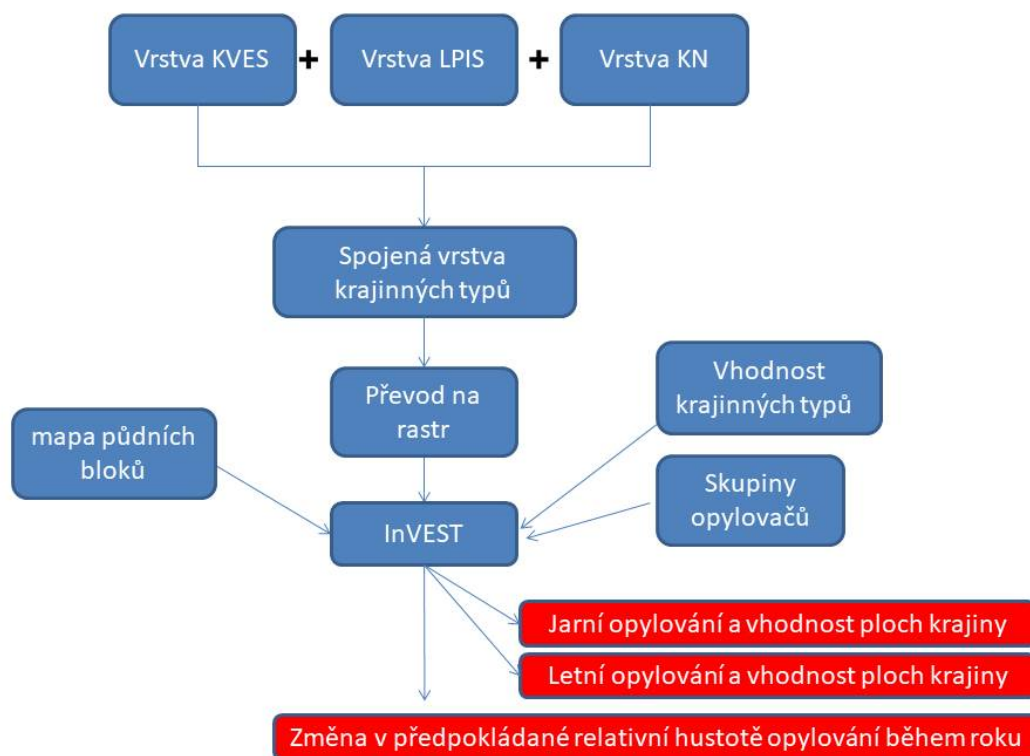 Vrstva KVES + Vrstva LPIS + Vrstva KN
Spojená vrstva
krajinných typů
Převod na
rastr
Vhodnost
krajinných typů
mapa půdních
bloků
Skupiny
opylovačů
InVEST
Jarní opylování a vhodnost ploch krajiny
Letní opylování a vhodnost ploch krajiny
Změna v předpokládané relativní hustotě opylování během roku